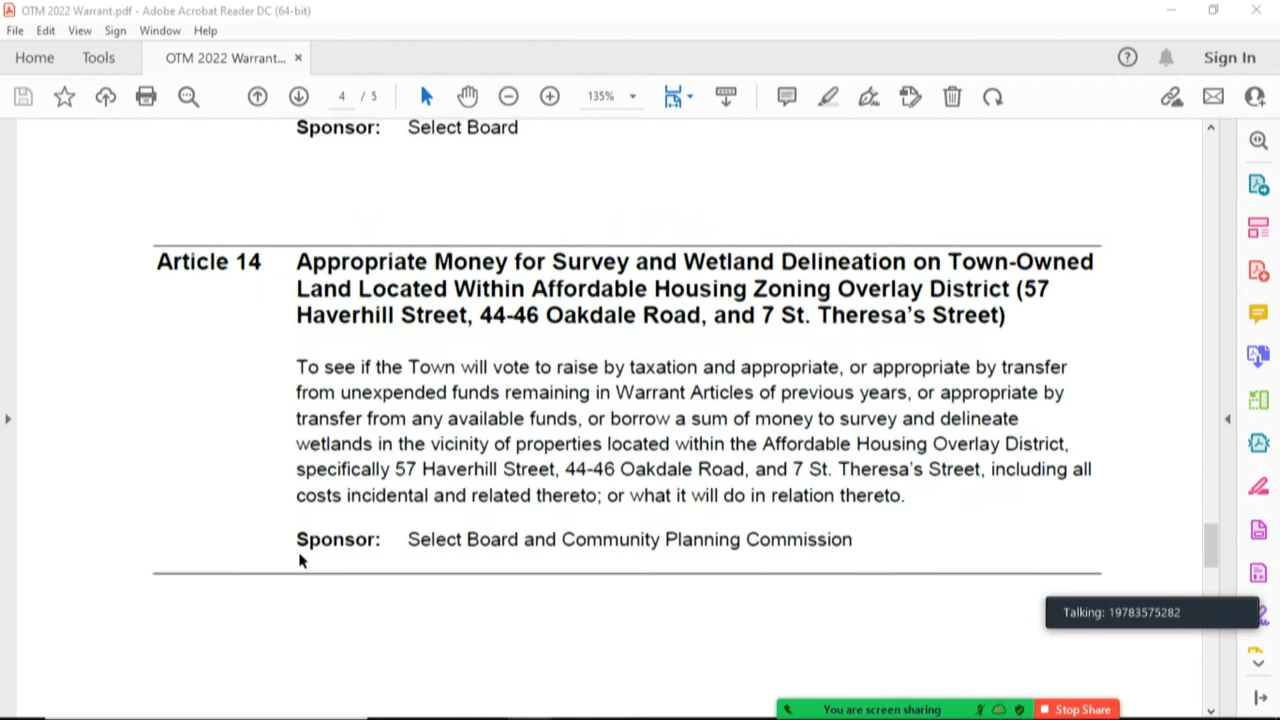 OTM 2022 Warrant.pdf - Adobe Acrobat Reader DC (64-bit)
File Edit View Sign Window Help
Home Tools OTM 2022 Warrant... × Sign In
4 / 5 135%
Sponsor: Select Board
Article 14 Appropriate Money for Survey and Wetland Delineation on Town-Owned
Land Located Within Affordable Housing Zoning Overlay District (57
Haverhill Street, 44-46 Oakdale Road, and 7 St. Theresa’s Street)
To see if the Town will vote to raise by taxation and appropriate, or appropriate by transfer
from unexpended funds remaining in Warrant Articles of previous years, or appropriate by
transfer from any available funds, or borrow a sum of money to survey and delineate
wetlands in the vicinity of properties located within the Affordable Housing Overlay District,
specifically 57 Haverhill Street, 44-46 Oakdale Road, and 7 St. Theresa’s Street, including all
costs incidental and related thereto; or what it will do in relation thereto.
Sponsor: Select Board and Community Planning Commission
Talking: 19783575282
You are screen sharing Stop Share